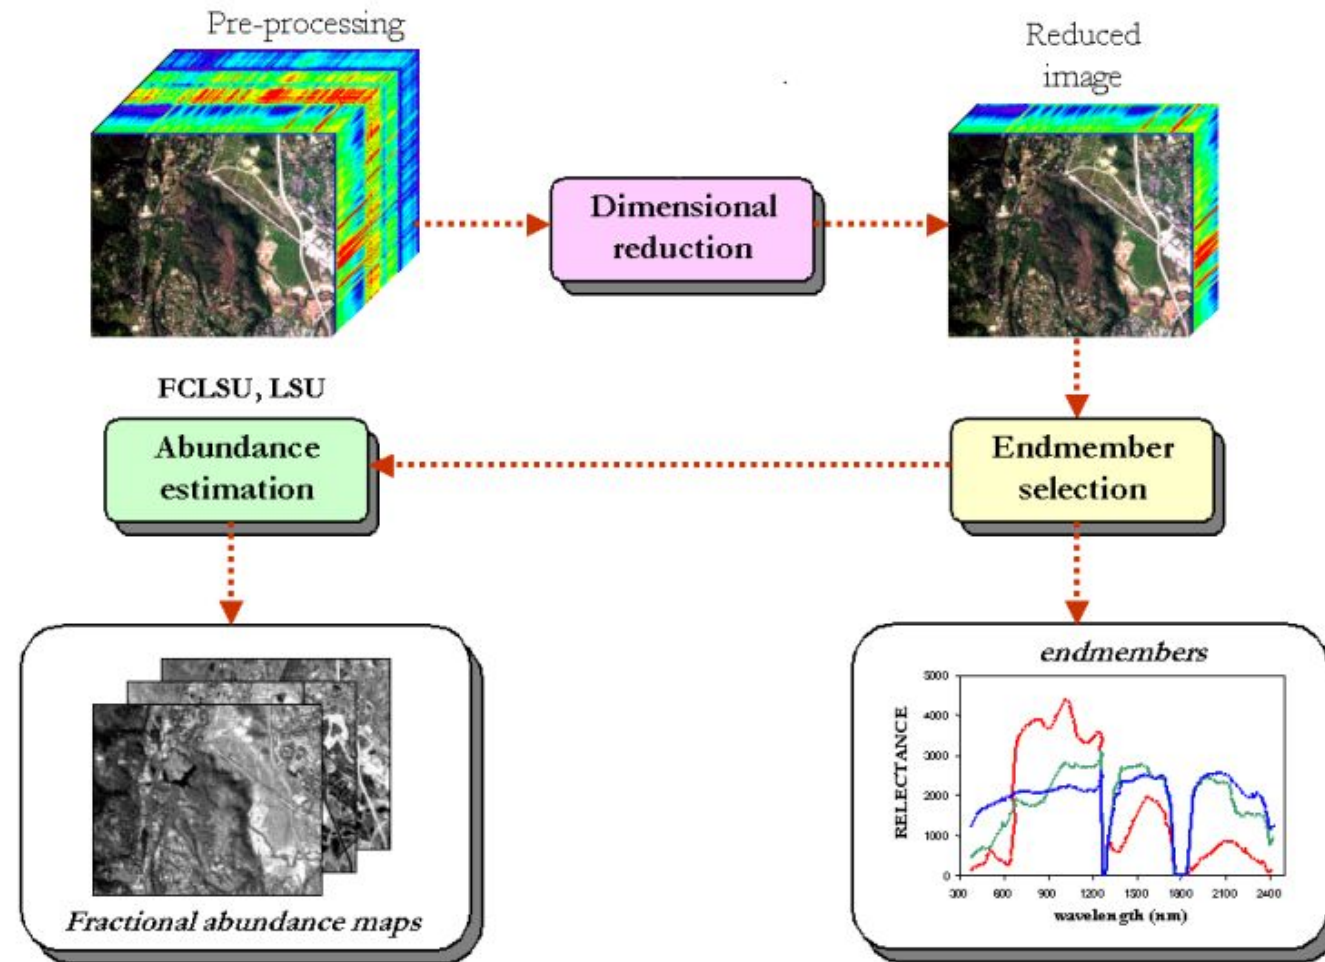 Pre-processing
Reduced
image
Dimensional
reduction
FCLSU, LSU
Abundance
estimation
Endmember
selection
Fractional abundance maps
endmembers
RELECTANCE
5000
4000
3000
2000
1000
0
300 600 900 1200 1500 1800 2100 2400
wavelength (nm)